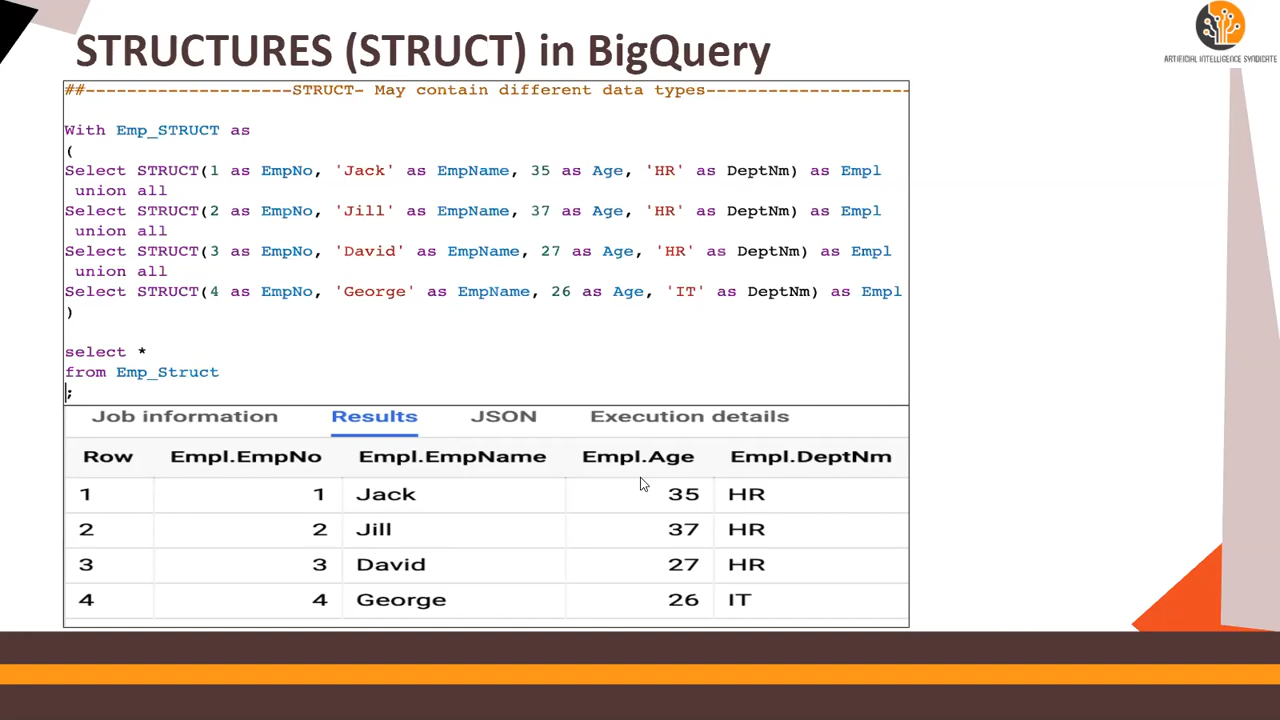 STRUCTURES (STRUCT) in BigQuery
ARTIFICIAL INTELLIGENCE SYNDICATE
##--------------------STRUCT- May contain different data types--------------------
With Emp_STRUCT as
(
Select STRUCT(1 as EmpNo, 'Jack' as EmpName, 35 as Age, 'HR' as DeptNm) as Empl
union all
Select STRUCT(2 as EmpNo, 'Jill' as EmpName, 37 as Age, 'HR' as DeptNm) as Empl
union all
Select STRUCT(3 as EmpNo, 'David' as EmpName, 27 as Age, 'HR' as DeptNm) as Empl
union all
Select STRUCT(4 as EmpNo, 'George' as EmpName, 26 as Age, 'IT' as DeptNm) as Empl
)
select *
from Emp_Struct
;
Job information Results JSON Execution details
Row Empl.EmpNo Empl.EmpName Empl.Age Empl.DeptNm
1 1 Jack 35 HR
2 2 Jill 37 HR
3 3 David 27 HR
4 4 George 26 IT